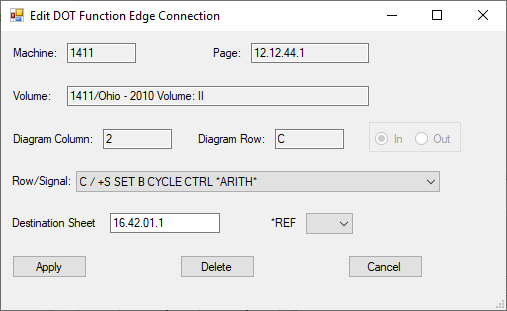 Edit DOT Function Edge Connection
Machine: 1411 Page: 12.12.44.1
Volume: 1411/Ohio - 2010 Volume: II
Diagram Column: 2 Diagram Row: C In Out
Row/Signal: C / +S SET B CYCLE CTRL *ARITH*
Destination Sheet 16.42.01.1 *REF
Apply Delete Cancel